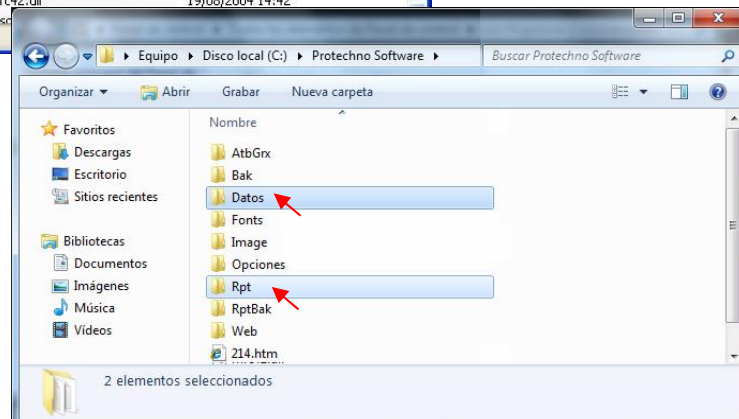 19/08/2004 14:42
Equipo Disco local (C:) Protechno Software
Buscar Protechno Software
Organizar Abrir Grabar Nueva carpeta
Favoritos
Descargas
Escritorio
Sitios recientes
Bibliotecas
Documentos
Imágenes
Música
Vídeos
Nombre
AtbGrx
Bak
Datos
Fonts
Image
Opciones
Rpt
RptBak
Web
214.htm
2 elementos seleccionados